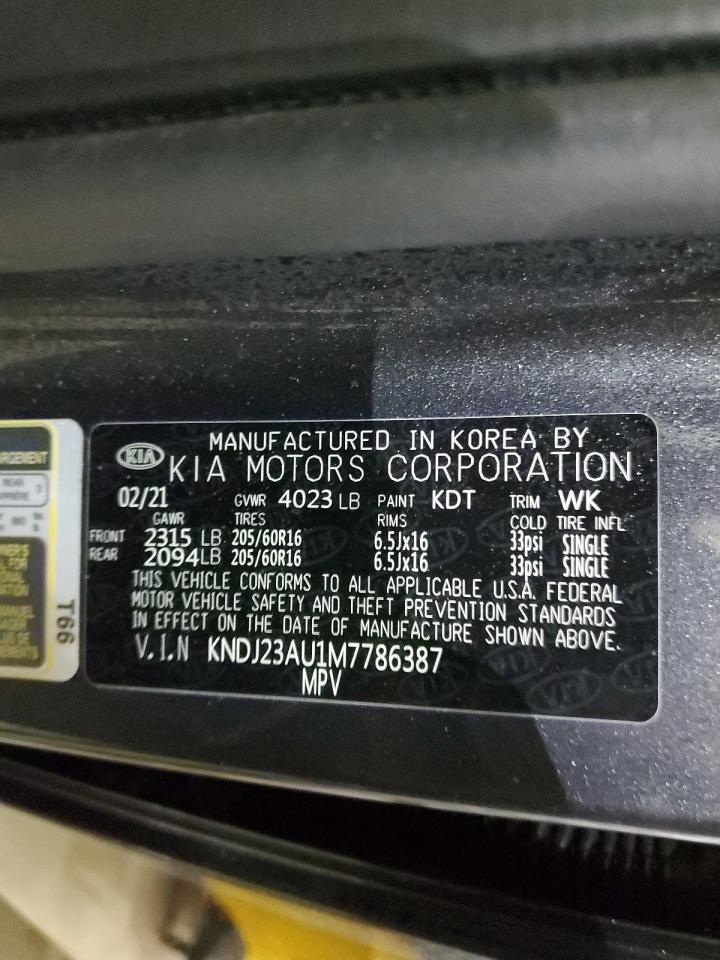 MANUFACTURED IN KOREA BY
KIA KIA MOTORS CORPORATION
02/21 GVWR 4023 LB PAINT KDT TRIM WK
GAWR TIRES RIMS COLD TIRE INFL
FRONT 2315 LB 205/60R16 6.5Jx16 33psi SINGLE
REAR 2094LB 205/60R16 6.5Jx16 33psi SINGLE
THIS VEHICLE CONFORMS TO ALL APPLICABLE U.S.A. FEDERAL
MOTOR VEHICLE SAFETY AND THEFT PREVENTION STANDARDS
IN EFFECT ON THE DATE OF MANUFACTURE SHOWN ABOVE.
V.I.N KNDJ23AU1M7786387
MPV
REAR
T66